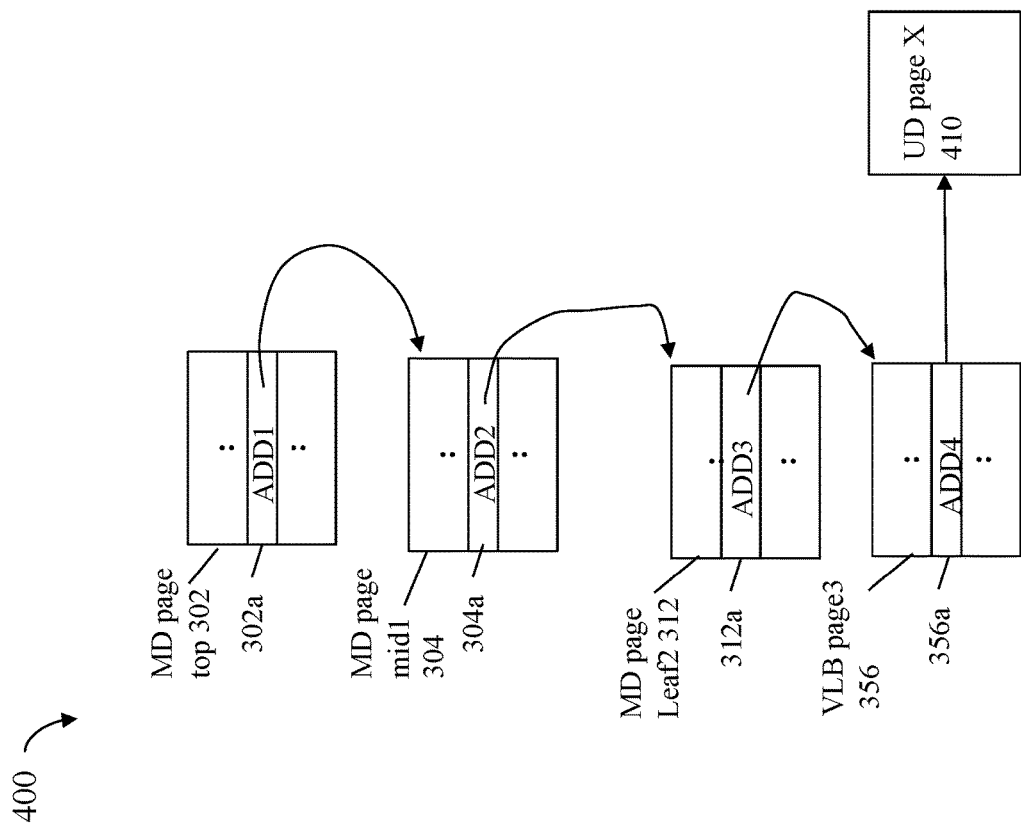 400
MD page
top 302
302a
:
ADD1
:
MD page
mid1
304
304a
:
ADD2
:
MD page
Leaf2 312
312a
:
ADD3
:
VLB page3
356
356a
:
ADD4
:
UD page X
410